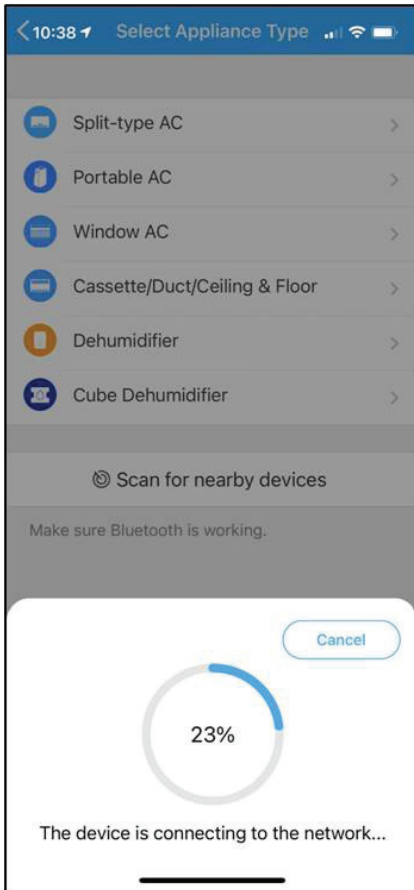 10:38 Select Appliance Type
Split-type AC
Portable AC
Window AC
Cassette/Duct/Ceiling & Floor
Dehumidifier
Cube Dehumidifier
Scan for nearby devices
Make sure Bluetooth is working.
Cancel
23%
The device is connecting to the network...